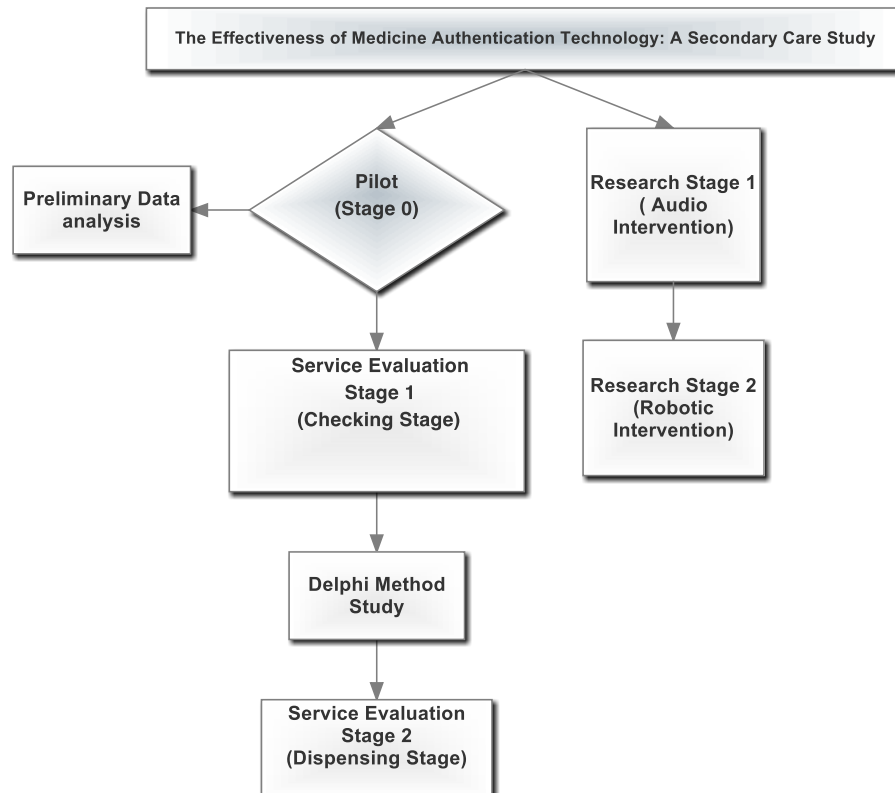 The Effectiveness of Medicine Authentication Technology: A Secondary Care Study
Pilot
(Stage 0)
Preliminary Data
analysis
Research Stage 1
( Audio
Intervention)
Service Evaluation
Stage 1
(Checking Stage)
Research Stage 2
(Robotic
Intervention)
Delphi Method
Study
Service Evaluation
Stage 2
(Dispensing Stage)